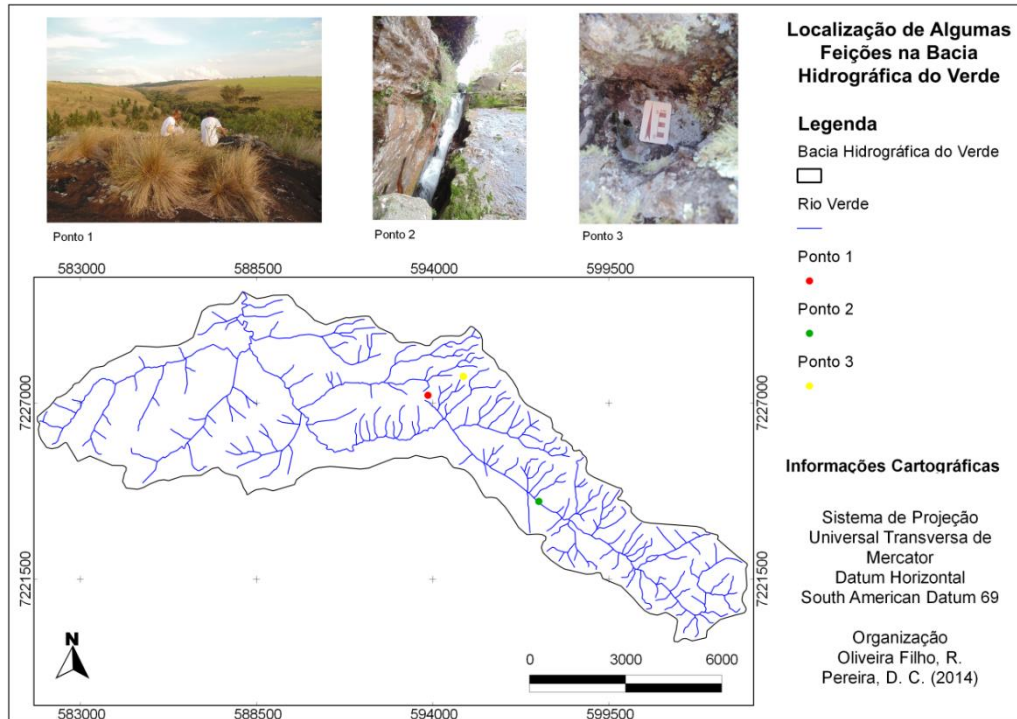 Localização de Algumas
Feições na Bacia
Hidrográfica do Verde
Legenda
Bacia Hidrográfica do Verde
Rio Verde
Ponto 1
Ponto 2
Ponto 3
Informações Cartográficas
Sistema de Projeção
Universal Transversa de
Mercator
Datum Horizontal
South American Datum 69
Organização
Oliveira Filho, R.
Pereira, D. C. (2014)
Ponto 1
Ponto 2
Ponto 3
583000 588500 594000 599500
7227000 7227000
7221500 7221500
N
0 3000 6000
583000 588500 594000 599500